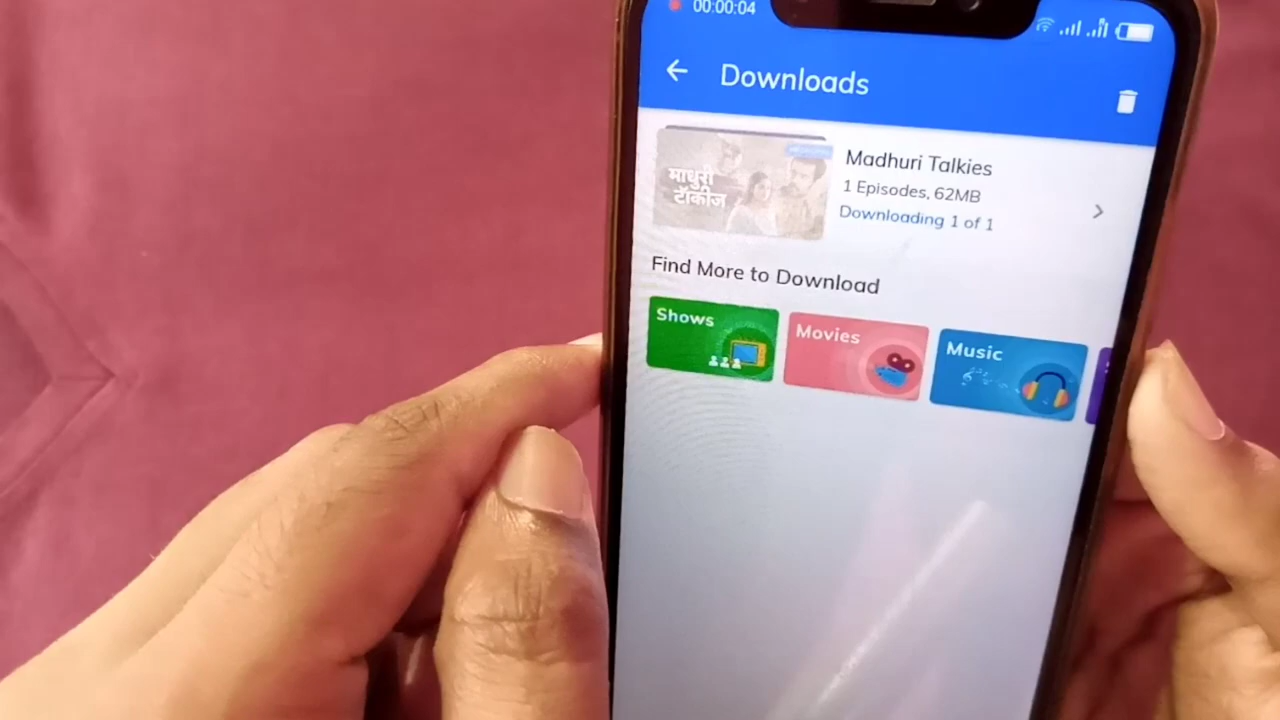 00:00:04
Downloads
माधुरी
टॉकीज
Madhuri Talkies
1 Episodes, 62MB
Downloading 1 of 1
Find More to Download
Shows
Movies
Music